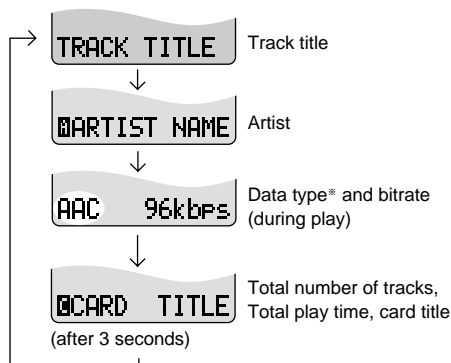 TRACK TITLE
Track title
ARTIST NAME
Artist
AAC 96kbps
Data type※ and bitrate
(during play)
CARD TITLE
Total number of tracks,
Total play time, card title
(after 3 seconds)